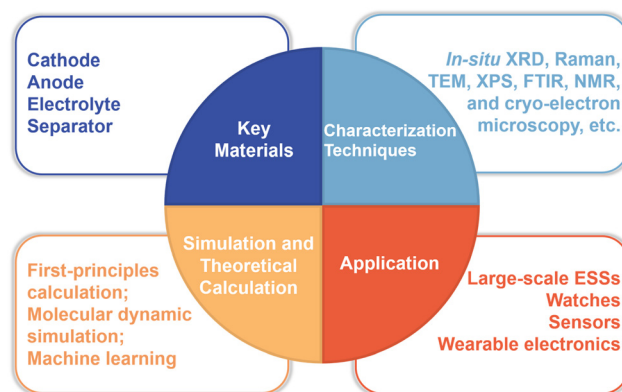 Cathode
Anode
Electrolyte
Separator
Key
Materials
In-situ XRD, Raman,
TEM, XPS, FTIR, NMR,
and cryo-electron
microscopy, etc.
Characterization
Techniques
First-principles
calculation;
Molecular dynamic
simulation;
Machine learning
Simulation and
Theoretical
Calculation
Application
Large-scale ESSs
Watches
Sensors
Wearable electronics